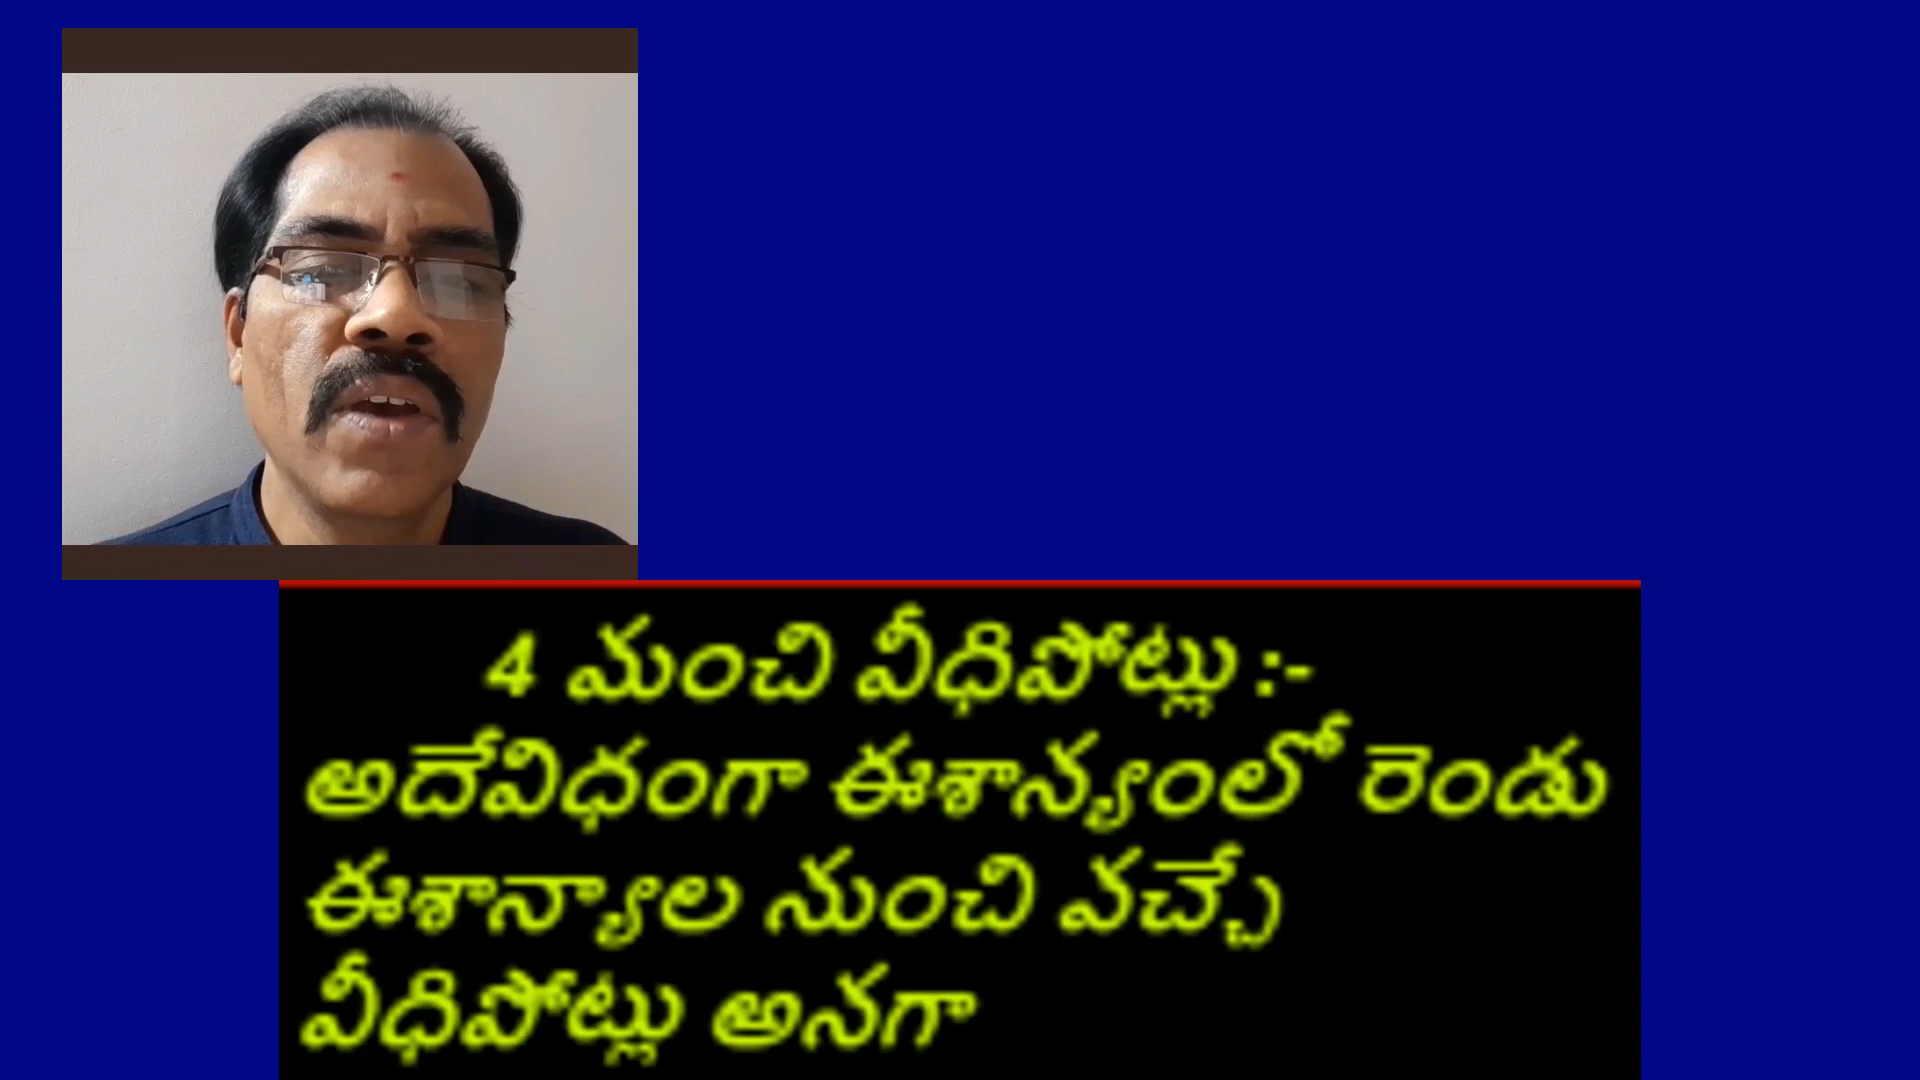 4 మంచి వీధిపోట్లు :-
అదేవిధంగా ఈశాన్యంలో రెండు
ఈశాన్యాల నుంచి వచ్చే
వీధిపోట్లు అనగా